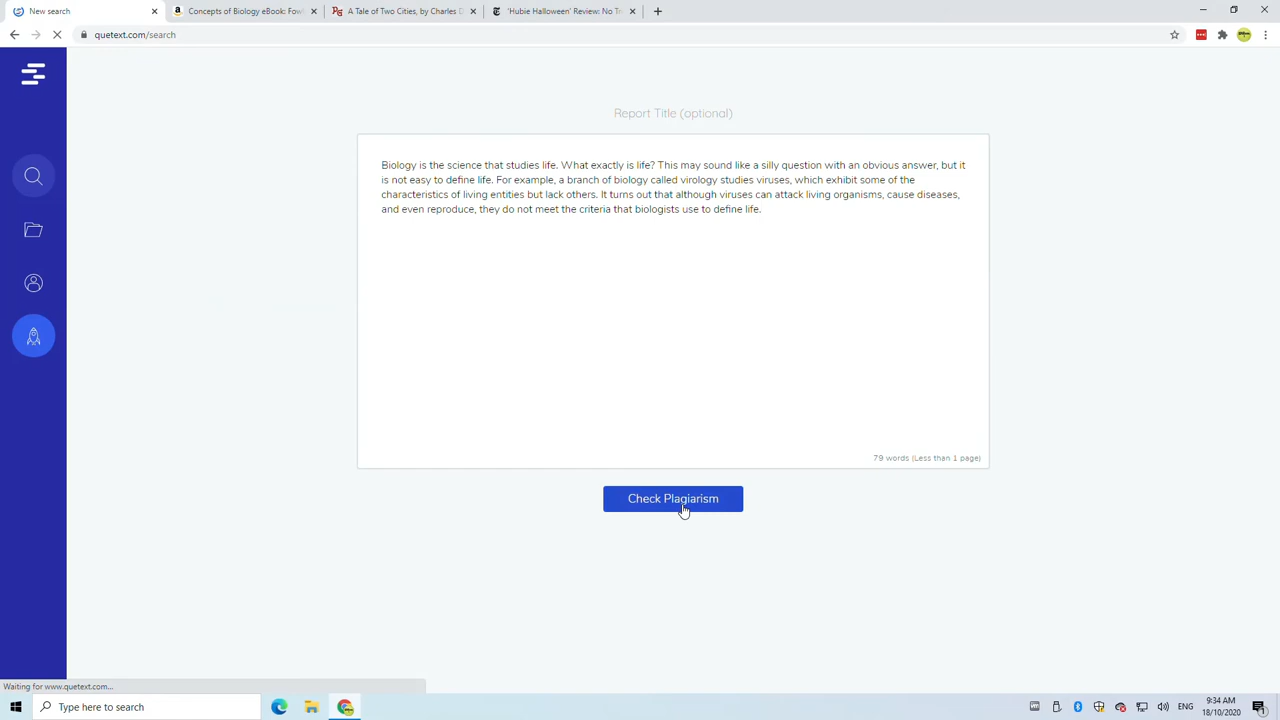 New search
Concepts of Biology eBook: Fowl
A Tale of Two Cities, by Charles D
'Hubie Halloween' Review: No Tr
quetext.com/search
Report Title (optional)
Biology is the science that studies life. What exactly is life? This may sound like a silly question with an obvious answer, but it
is not easy to define life. For example, a branch of biology called virology studies viruses, which exhibit some of the
characteristics of living entities but lack others. It turns out that although viruses can attack living organisms, cause diseases,
and even reproduce, they do not meet the criteria that biologists use to define life.
79 words (Less than 1 page)
Check Plagiarism
Waiting for www.quetext.com...
Type here to search
ENG
9:34 AM
18/10/2020